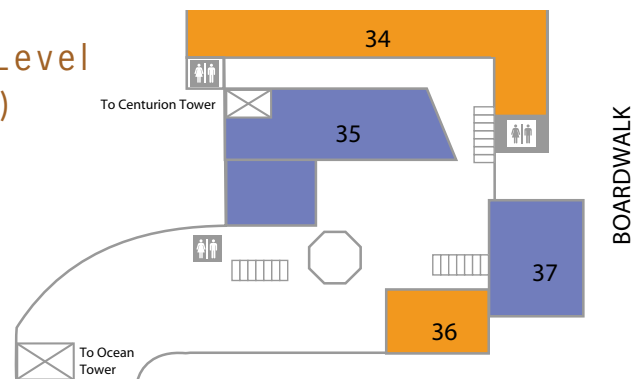 Level
)
34
To Centurion Tower
35
BOARDWALK
37
36
To Ocean
Tower